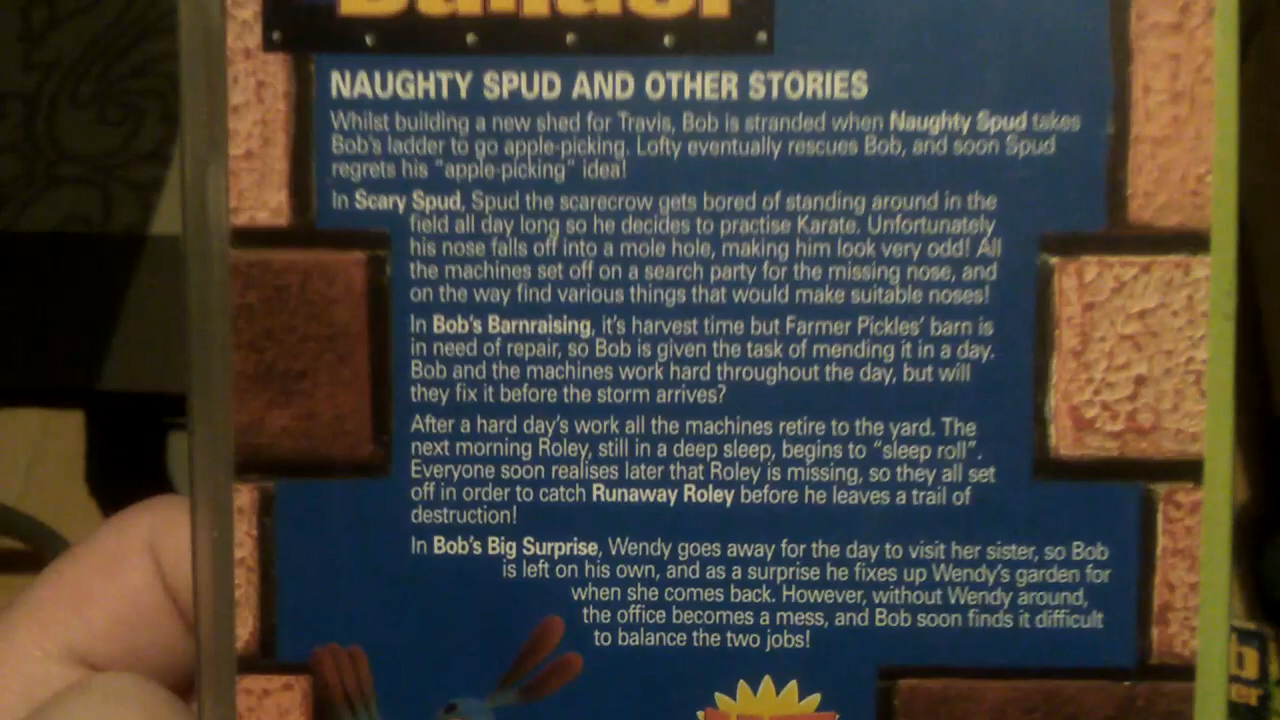 Builder
NAUGHTY SPUD AND OTHER STORIES
Whilst building a new shed for Travis, Bob is stranded when Naughty Spud takes
Bob's ladder to go apple-picking. Lofty eventually rescues Bob, and soon Spud
regrets his "apple-picking" idea!
In Scary Spud, Spud the scarecrow gets bored of standing around in the
field all day long so he decides to practise Karate. Unfortunately
his nose falls off into a mole hole, making him look very odd! All
the machines set off on a search party for the missing nose, and
on the way find various things that would make suitable noses!
In Bob's Barnraising, it's harvest time but Farmer Pickles' barn is
in need of repair, so Bob is given the task of mending it in a day.
Bob and the machines work hard throughout the day, but will
they fix it before the storm arrives?
After a hard day's work all the machines retire to the yard. The
next morning Roley, still in a deep sleep, begins to "sleep roll".
Everyone soon realises later that Roley is missing, so they all set
off in order to catch Runaway Roley before he leaves a trail of
destruction!
In Bob's Big Surprise, Wendy goes away for the day to visit her sister, so Bob
is left on his own, and as a surprise he fixes up Wendy's garden for
when she comes back. However, without Wendy around,
the office becomes a mess, and Bob soon finds it difficult
to balance the two jobs!